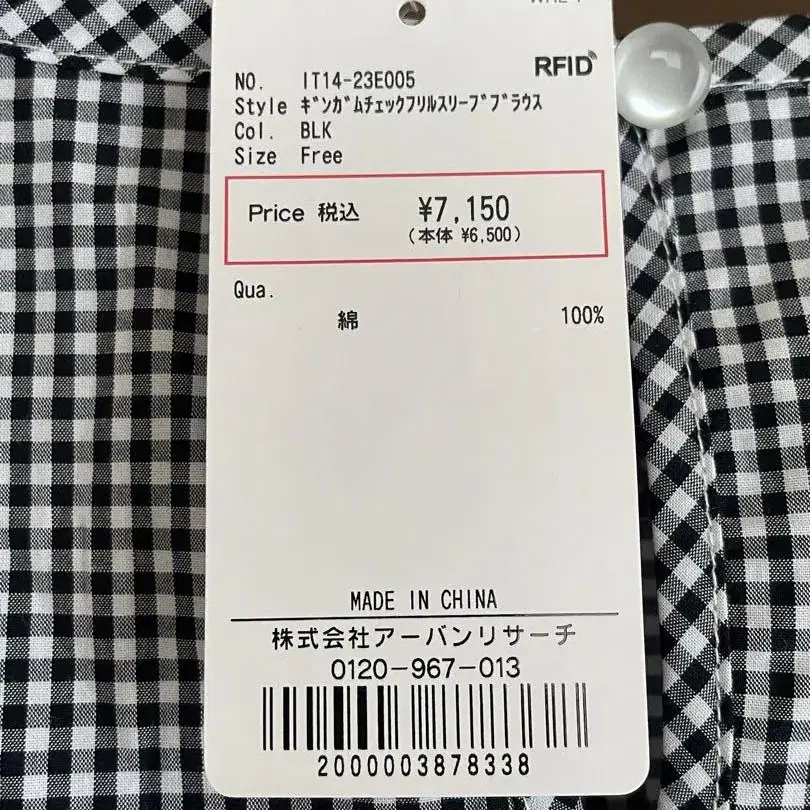 RFID
NO. IT14-23E005
Style ｷﾞﾝｶﾞﾑチェックフリルスリーブﾞブﾞラウス
Col. BLK
Size Free
Price 税込 ¥7,150
(本体 ¥6,500)
Qua.
綿 100%
MADE IN CHINA
株式会社アーバンリサーチ
0120-967-013
2000003878338